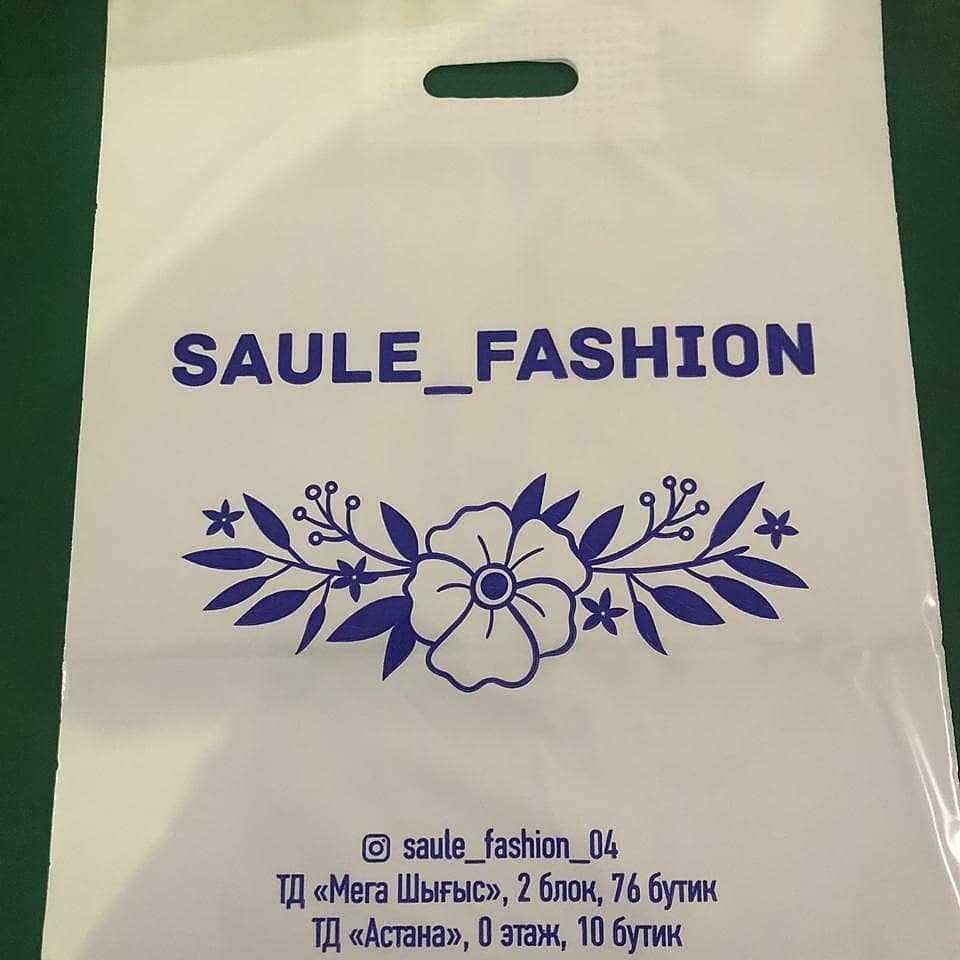 SAULE_FASHION
saule_fashion_04
ТД «Мега Шығыс», 2 блок, 76 бутик
ТД «Астана», 0 этаж, 10 бутик